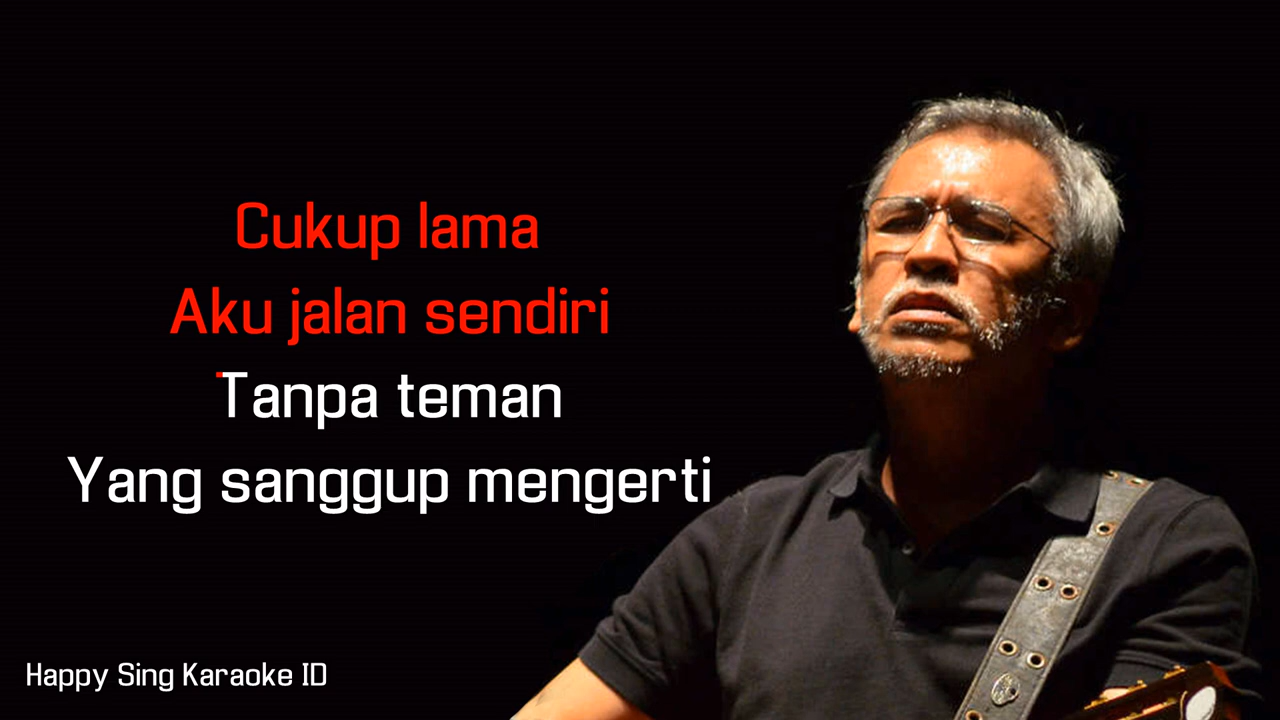 Cukup lama
Aku jalan sendiri
Tanpa teman
Yang sanggup mengerti
Happy Sing Karaoke ID